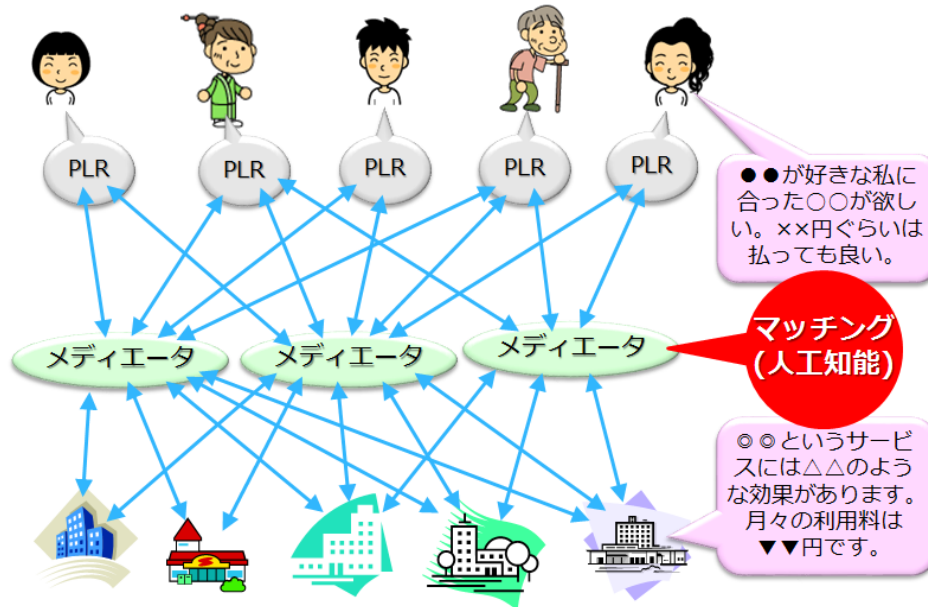 PLR
PLR
PLR
PLR
PLR
●●が好きな私に
合った○○が欲し
い。××円ぐらいは
払っても良い。
メディエータ
メディエータ
メディエータ
マッチング
(人工知能)
◎◎というサービ
スには△△のよう
な効果があります。
月々の利用料は
▼▼円です。